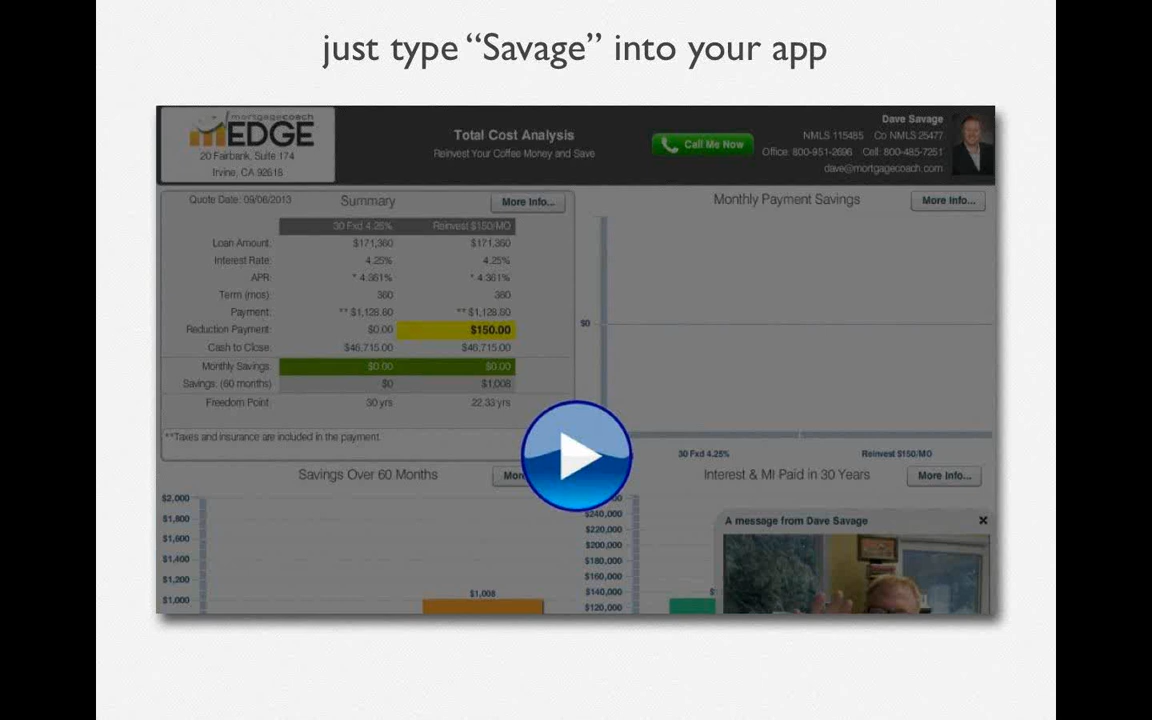 just type “Savage” into your app
mortgagecoach
EDGE
20 Fairbank, Suite 174
Irvine, CA 92618
Total Cost Analysis
Reinvest Your Coffee Money and Save
Call Me Now
Dave Savage
NMLS 115485 Co NMLS 25477
Office: 800-951-2696 Cell: 800-485-7251
dave@mortgagecoach.com
Quote Date: 09/06/2013 Summary More Info...
30 Fxd 4.25% Reinvest $150/MO
Loan Amount: $171,360 $171,360
Interest Rate: 4.25% 4.25%
APR: * 4.361% * 4.361%
Term (mos): 360 360
Payment: ** $1,128.60 ** $1,128.60
Reduction Payment: $0.00 $150.00
Cash to Close: $46,715.00 $46,715.00
Monthly Savings: $0.00 $0.00
Savings: (60 months) $0 $1,008
Freedom Point: 30 yrs 22.33 yrs
**Taxes and insurance are included in the payment.
Monthly Payment Savings More Info...
$0
30 Fxd 4.25% Reinvest $150/MO
Savings Over 60 Months
$2,000
$1,800
$1,600
$1,400
$1,200
$1,000
$1,008
Interest & MI Paid in 30 Years More Info...
$240,000
$220,000
$200,000
$180,000
$160,000
$140,000
$120,000
A message from Dave Savage